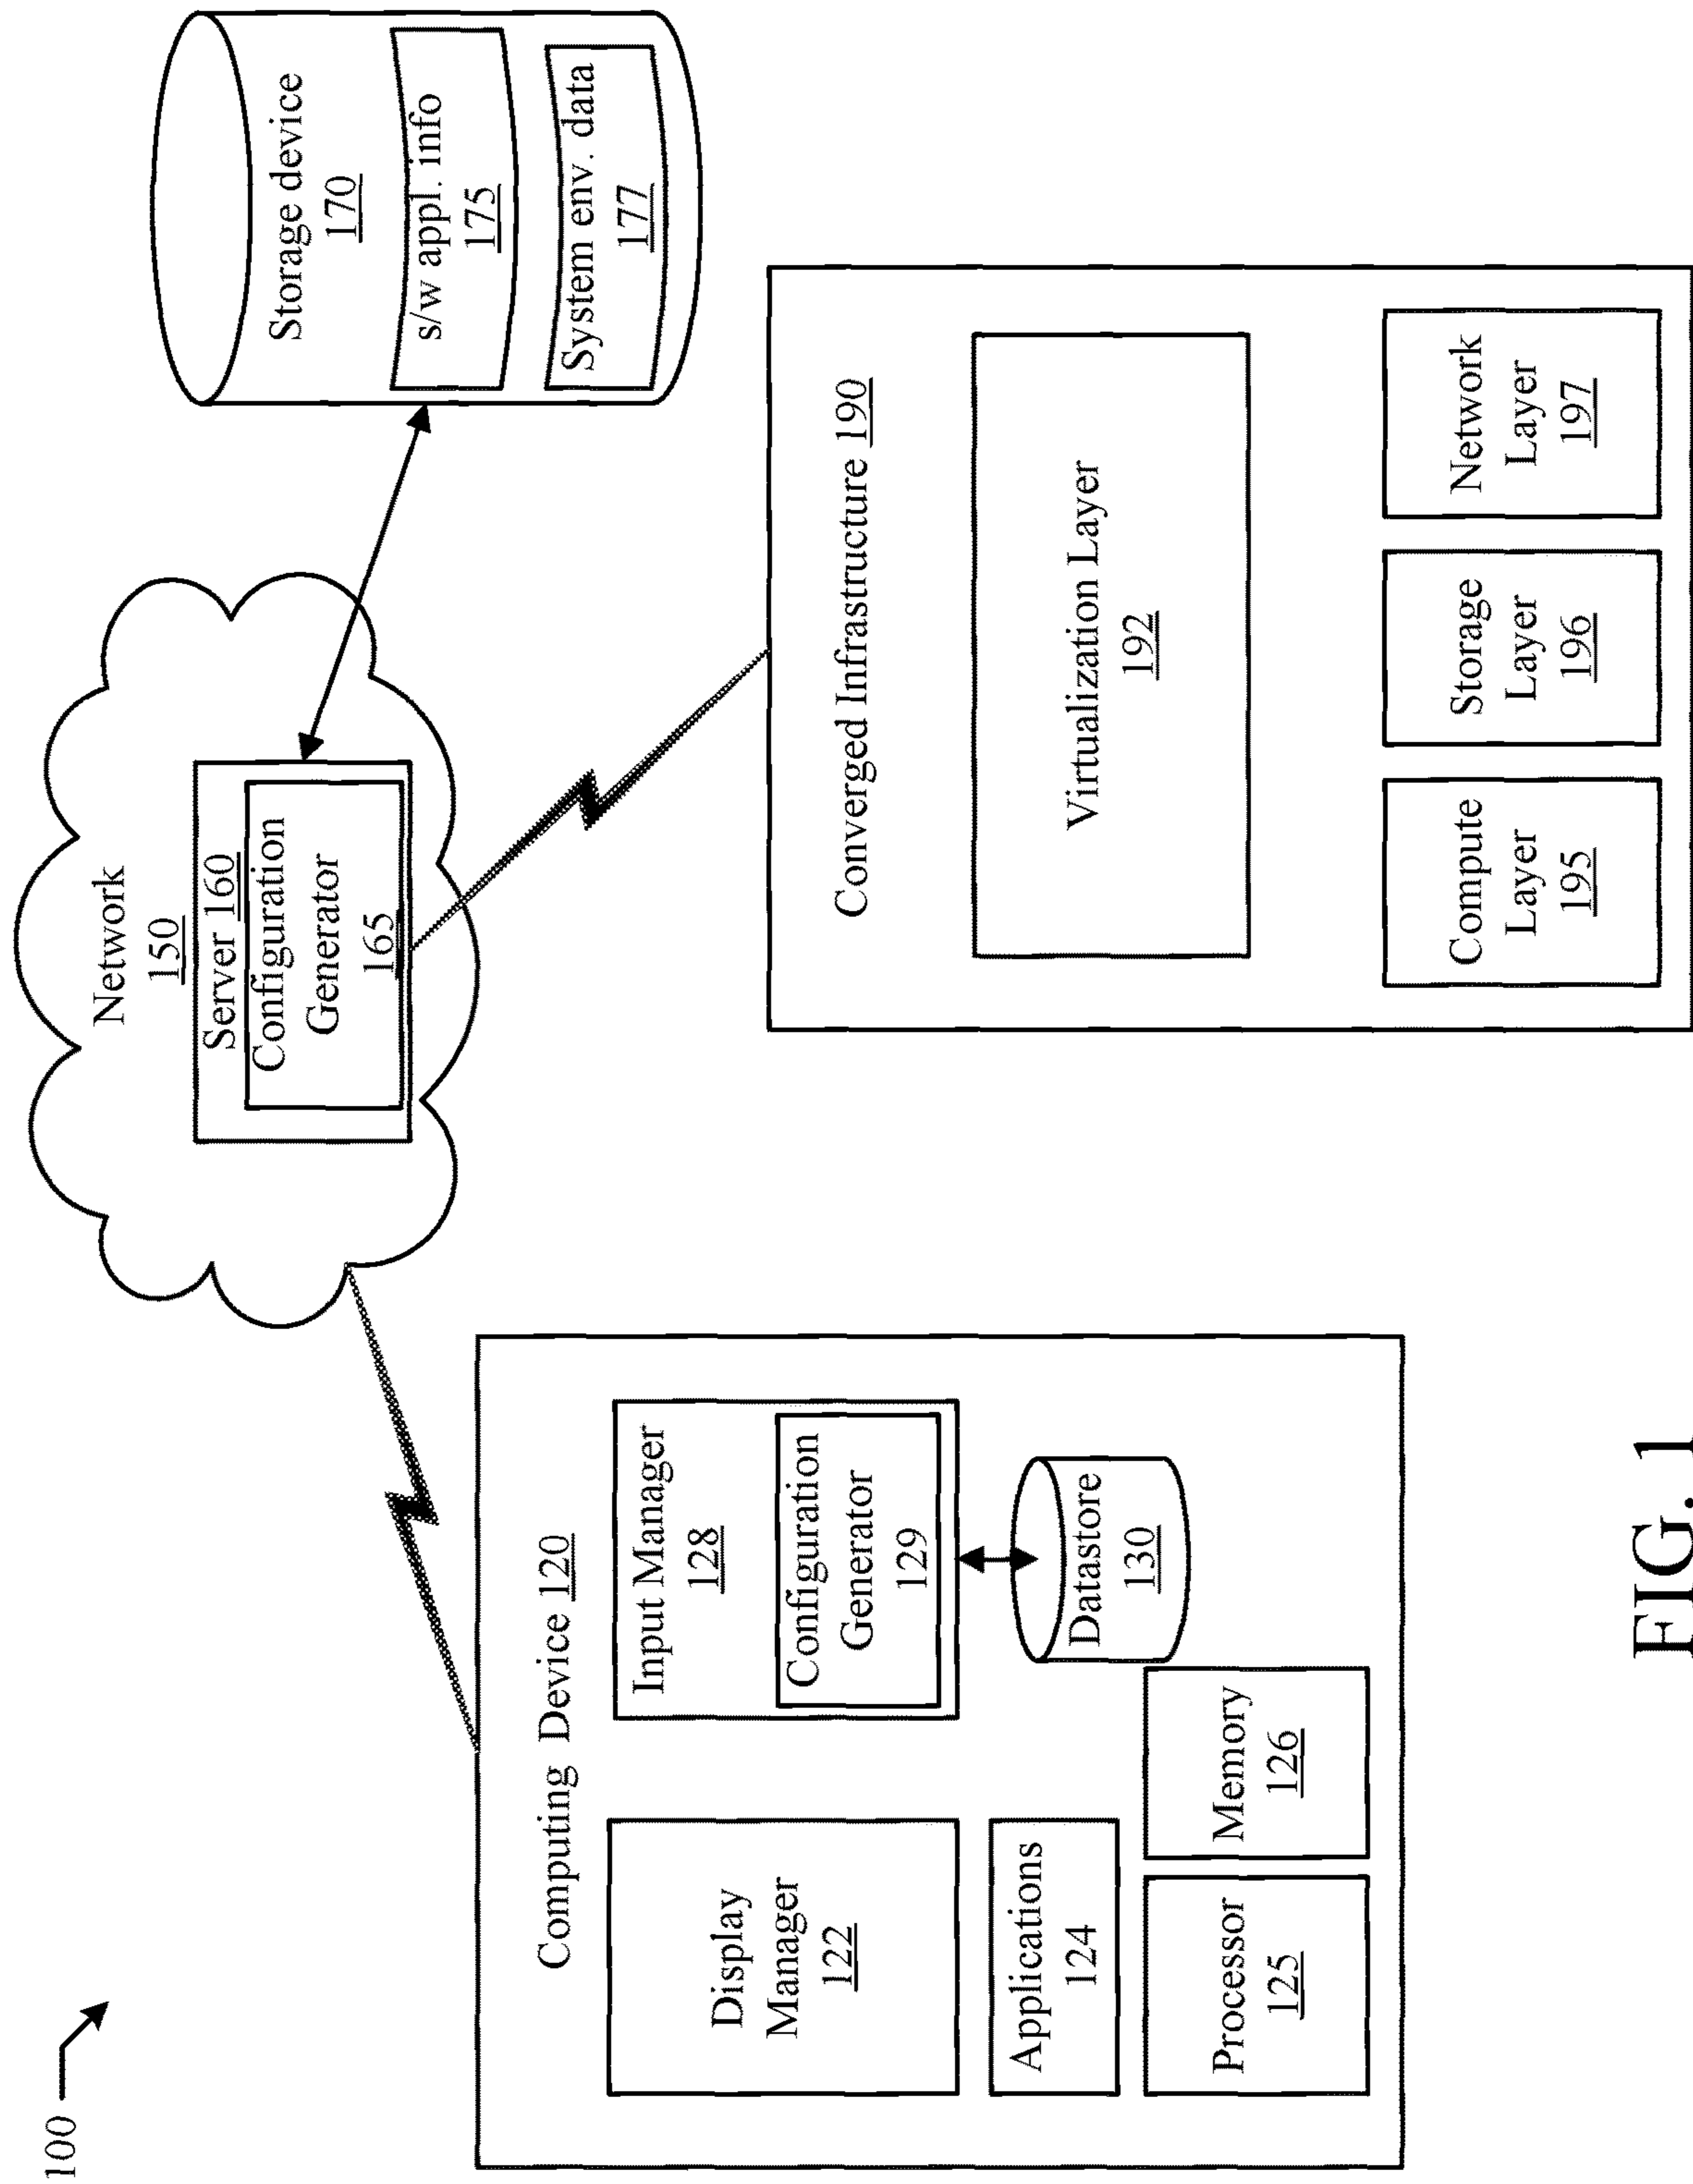 100
Network
150
Server 160
Configuration
Generator
165
Storage device
170
s/w appl. info
175
System env. data
177
Computing Device 120
Display
Manager
122
Input Manager
128
Configuration
Generator
129
Applications
124
Datastore
130
Processor
125
Memory
126
Converged Infrastructure 190
Virtualization Layer
192
Compute
Layer
195
Storage
Layer
196
Network
Layer
197
FIG. 1